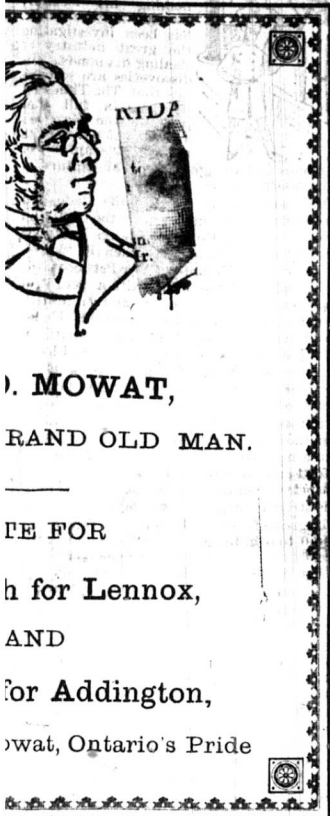 RIDA
. MOWAT,
RAND OLD MAN.
TE FOR
h for Lennox,
AND
for Addington,
owat, Ontario's Pride